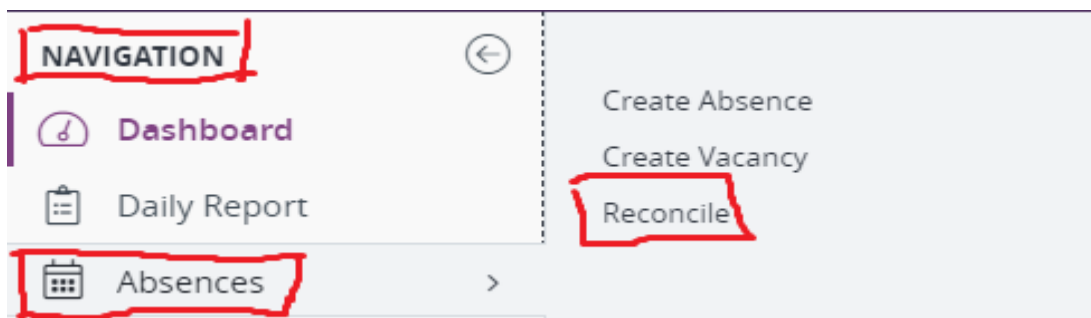 NAVIGATION
Dashboard
Daily Report
Absences
Create Absence
Create Vacancy
Reconcile